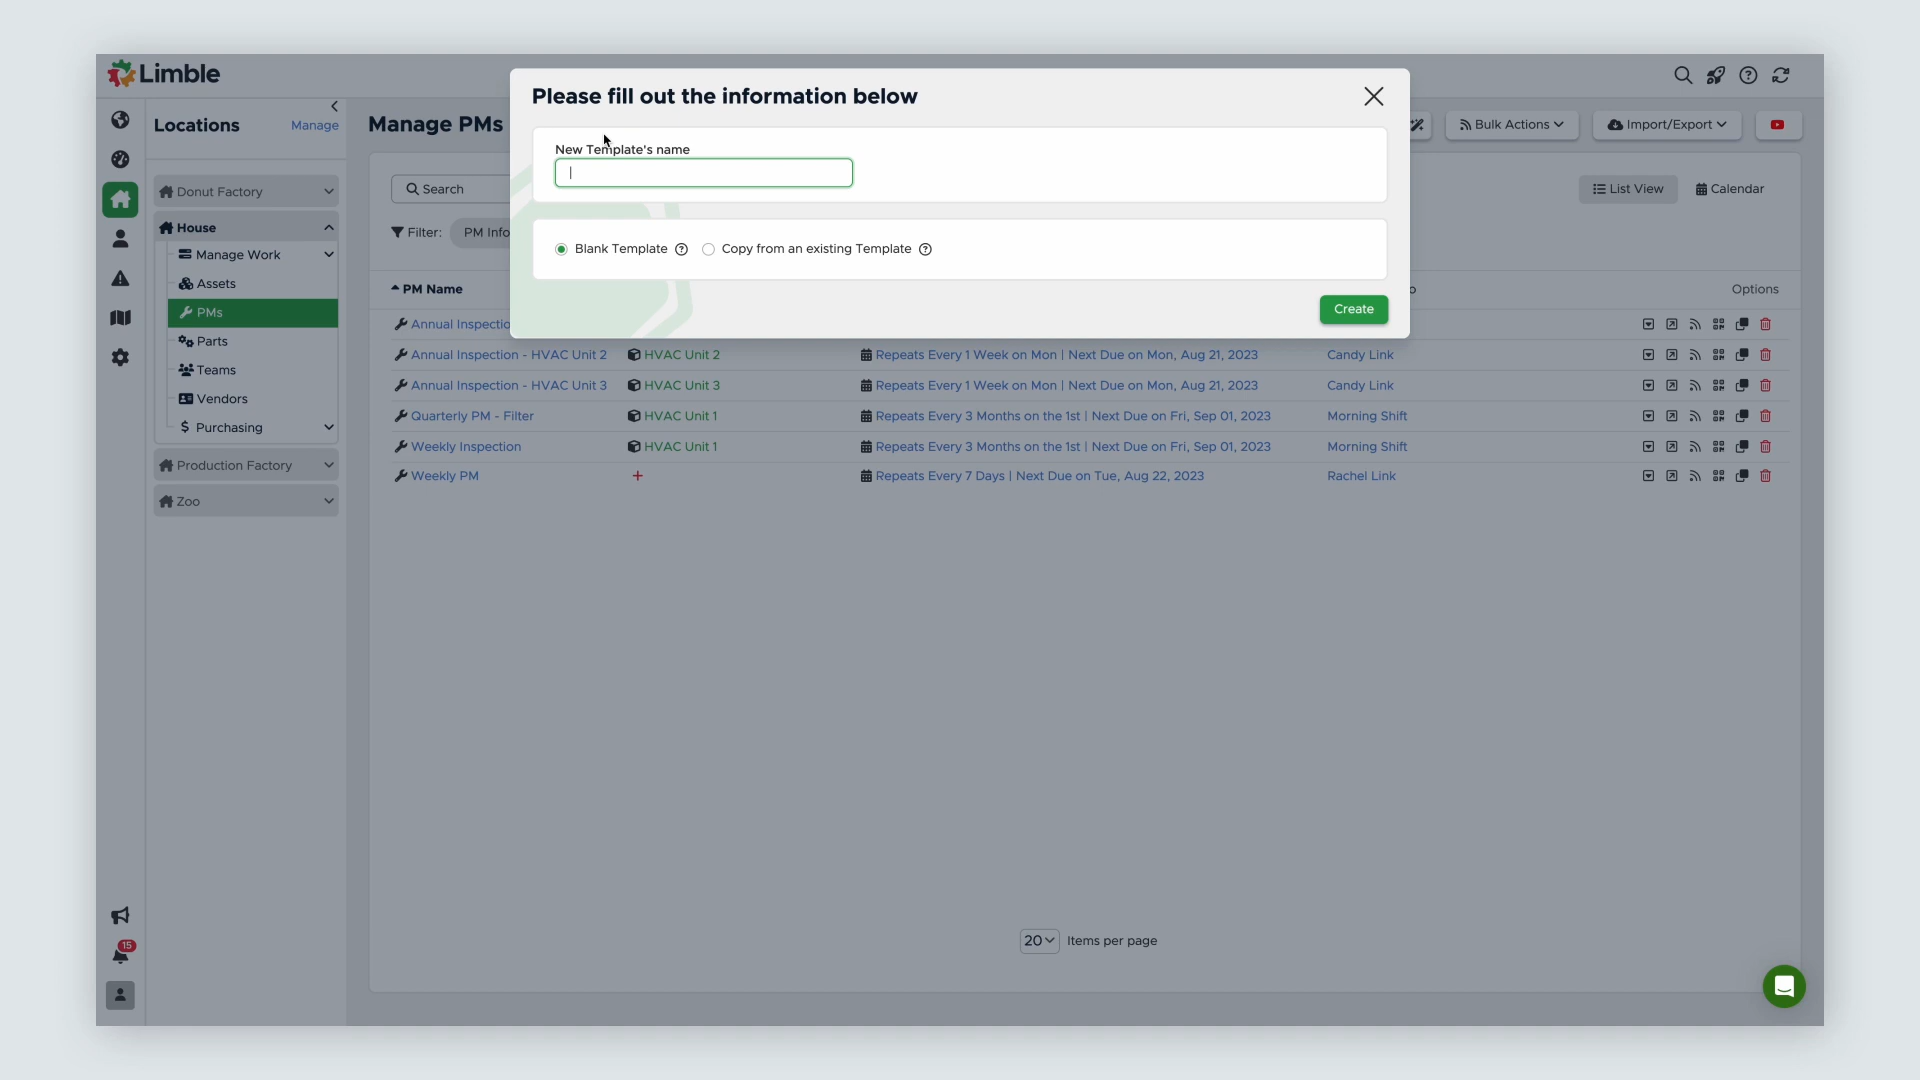 Limble
Please fill out the information below
Locations
Manage
Manage PMs
Bulk Actions
Import/Export
New Template's name
Donut Factory
Search
List View
Calendar
House
Filter:
PM Info
Blank Template
Copy from an existing Template
Manage Work
Assets
PM Name
Options
PMs
Create
Annual Inspectio
Parts
Annual Inspection - HVAC Unit 2
HVAC Unit 2
Repeats Every 1 Week on Mon | Next Due on Mon, Aug 21, 2023
Candy Link
Teams
Annual Inspection - HVAC Unit 3
HVAC Unit 3
Repeats Every 1 Week on Mon | Next Due on Mon, Aug 21, 2023
Candy Link
Vendors
Quarterly PM - Filter
HVAC Unit 1
Repeats Every 3 Months on the 1st | Next Due on Fri, Sep 01, 2023
Morning Shift
Purchasing
Weekly Inspection
HVAC Unit 1
Repeats Every 3 Months on the 1st | Next Due on Fri, Sep 01, 2023
Morning Shift
Production Factory
Weekly PM
Repeats Every 7 Days | Next Due on Tue, Aug 22, 2023
Rachel Link
Zoo
20
Items per page
15